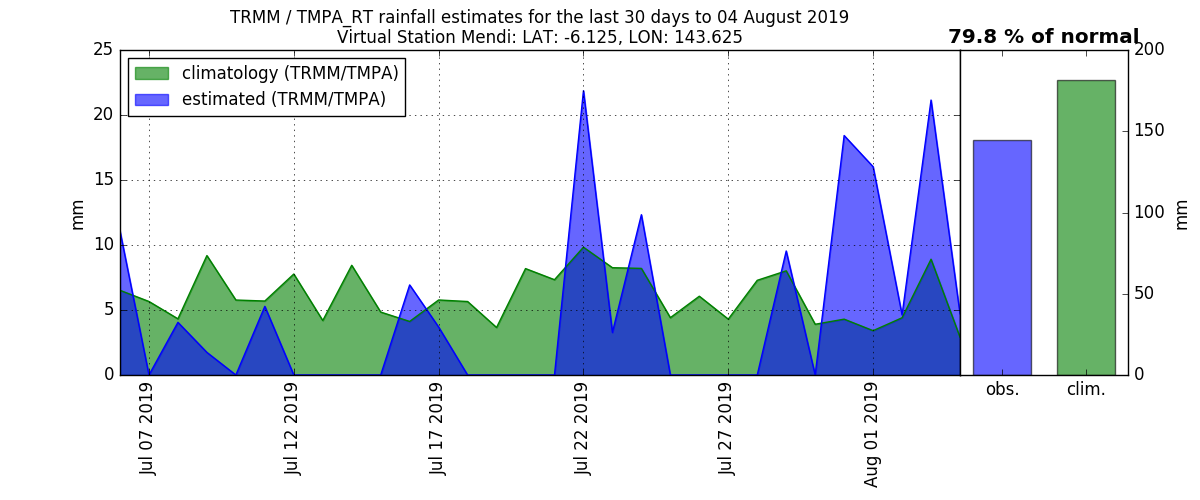 TRMM / TMPA_RT rainfall estimates for the last 30 days to 04 August 2019
Virtual Station Mendi: LAT: -6.125, LON: 143.625
79.8 % of normal
climatology (TRMM/TMPA)
estimated (TRMM/TMPA)
25
20
15
10
5
0
mm
Jul 07 2019
Jul 12 2019
Jul 17 2019
Jul 22 2019
Jul 27 2019
Aug 01 2019
200
150
100
50
0
mm
obs.
clim.